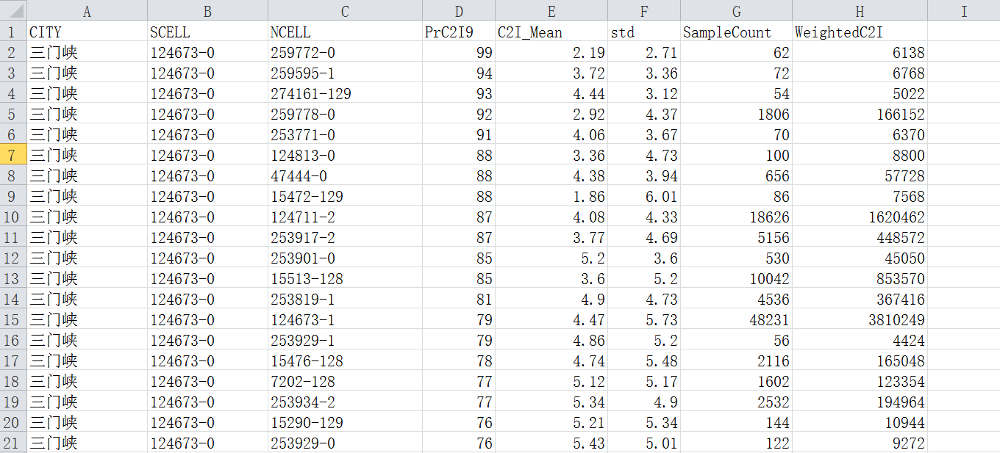 A B C D E F G H I
1 CITY SCELL NCELL PrC2I9 C2I_Mean std SampleCount WeightedC2I
2 三门峡 124673-0 259772-0 99 2.19 2.71 62 6138
3 三门峡 124673-0 259595-1 94 3.72 3.36 72 6768
4 三门峡 124673-0 274161-129 93 4.44 3.12 54 5022
5 三门峡 124673-0 259778-0 92 2.92 4.37 1806 166152
6 三门峡 124673-0 253771-0 91 4.06 3.67 70 6370
7 三门峡 124673-0 124813-0 88 3.36 4.73 100 8800
8 三门峡 124673-0 47444-0 88 4.38 3.94 656 57728
9 三门峡 124673-0 15472-129 88 1.86 6.01 86 7568
10 三门峡 124673-0 124711-2 87 4.08 4.33 18626 1620462
11 三门峡 124673-0 253917-2 87 3.77 4.69 5156 448572
12 三门峡 124673-0 253901-0 85 5.2 3.6 530 45050
13 三门峡 124673-0 15513-128 85 3.6 5.2 10042 853570
14 三门峡 124673-0 253819-1 81 4.9 4.73 4536 367416
15 三门峡 124673-0 124673-1 79 4.47 5.73 48231 3810249
16 三门峡 124673-0 253929-1 79 4.86 5.2 56 4424
17 三门峡 124673-0 15476-128 78 4.74 5.48 2116 165048
18 三门峡 124673-0 7202-128 77 5.12 5.17 1602 123354
19 三门峡 124673-0 253934-2 77 5.34 4.9 2532 194964
20 三门峡 124673-0 15290-129 76 5.21 5.34 144 10944
21 三门峡 124673-0 253929-0 76 5.43 5.01 122 9272